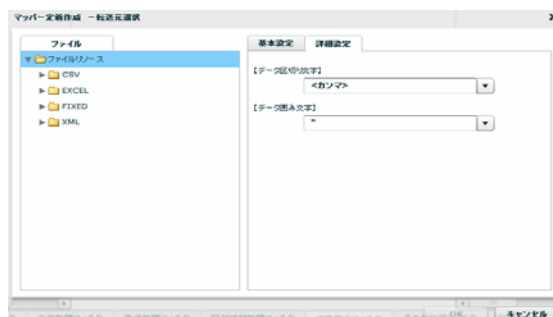 マッパー定義作成 －転送元選択
ファイル
ファイルリソース
CSV
EXCEL
FIXED
XML
基本設定 詳細設定
【データ区切り文字】
<カンマ>
【データ囲み文字】
"
OK キャンセル